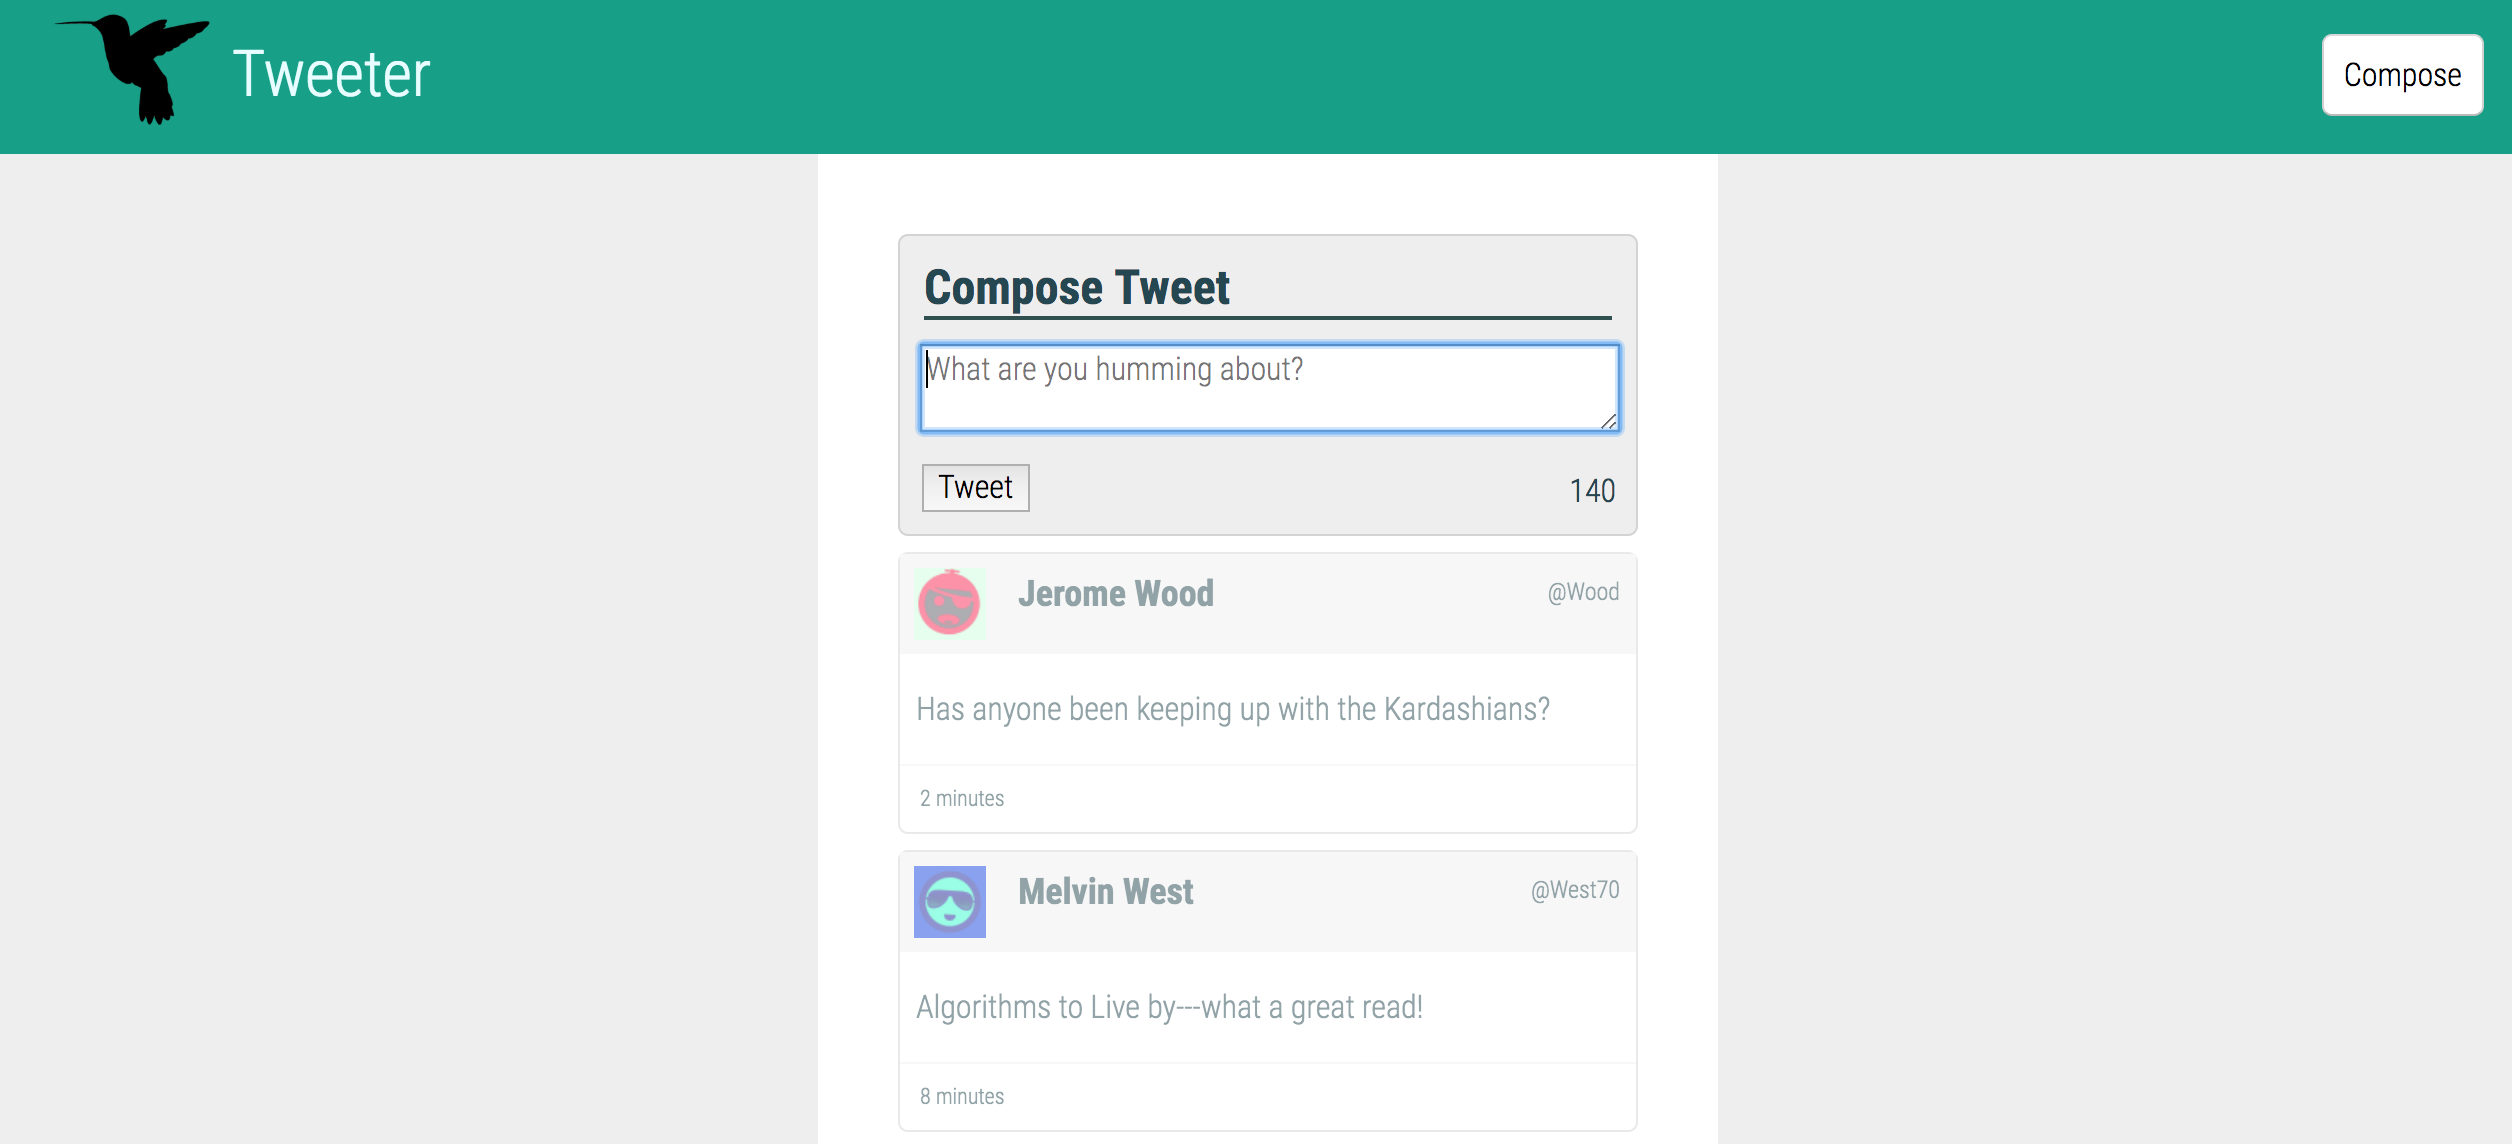 Tweeter
Compose
Compose Tweet
What are you humming about?
Tweet
140
Jerome Wood
@Wood
Has anyone been keeping up with the Kardashians?
2 minutes
Melvin West
@West70
Algorithms to Live by---what a great read!
8 minutes